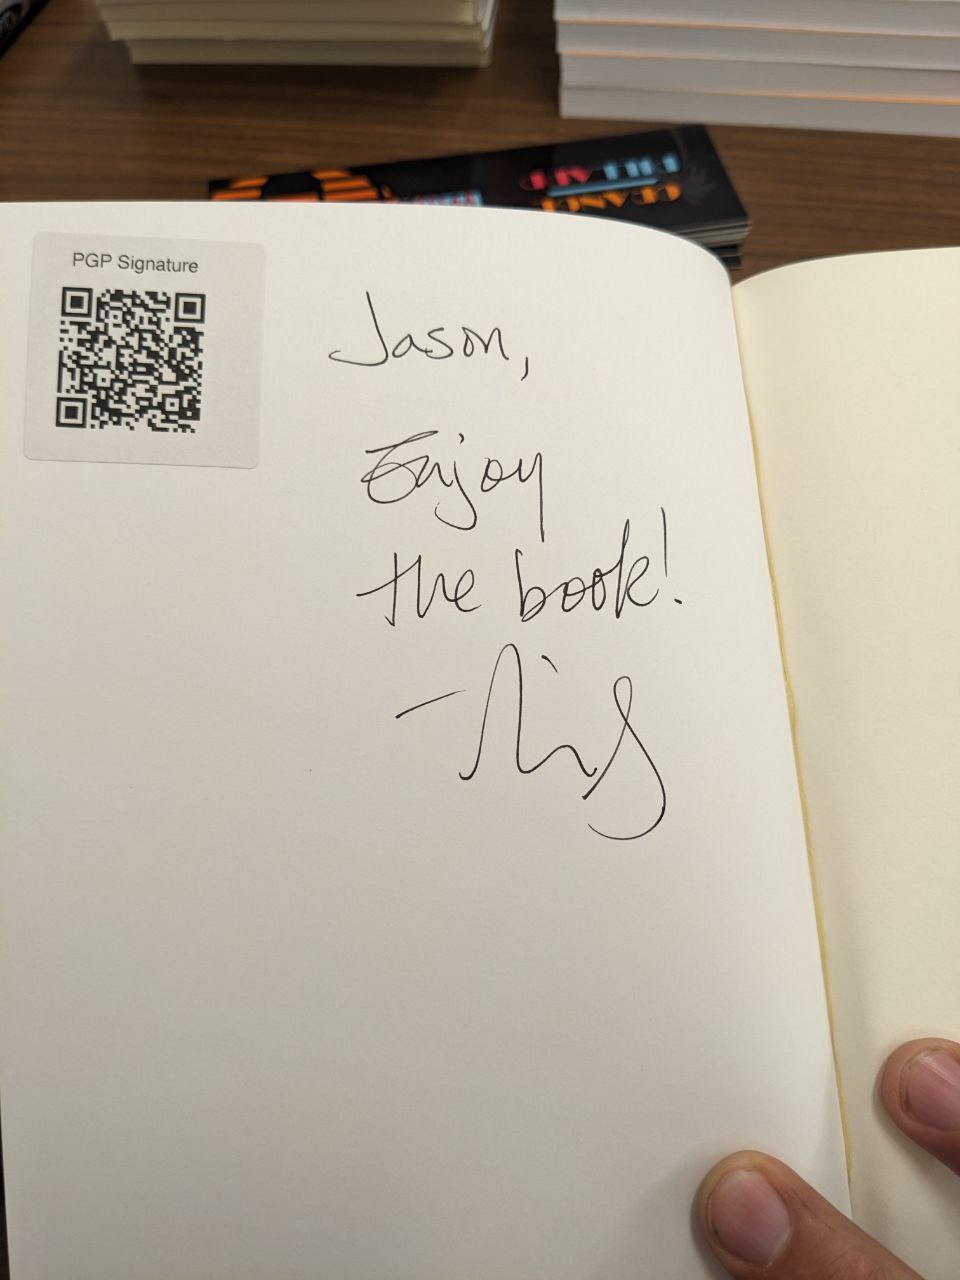 PGP Signature
Jason,
Enjoy
the book!